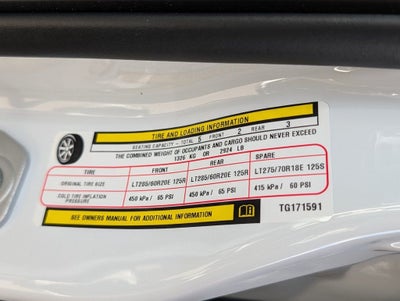 TIRE AND LOADING INFORMATION
SEATING CAPACITY - TOTAL 5 FRONT 2 REAR 3
THE COMBINED WEIGHT OF OCCUPANTS AND CARGO SHOULD NEVER EXCEED
1326 KG OR 2924 LB
TIRE FRONT REAR SPARE
ORIGINAL TIRE SIZE LT285/60R20E 125R LT285/60R20E 125R LT275/70R18E 125S
COLD TIRE INFLATION PRESSURE 450 kPa / 65 PSI 450 kPa / 65 PSI 415 kPa / 60 PSI
SEE OWNERS MANUAL FOR ADDITIONAL INFORMATION
TG171591